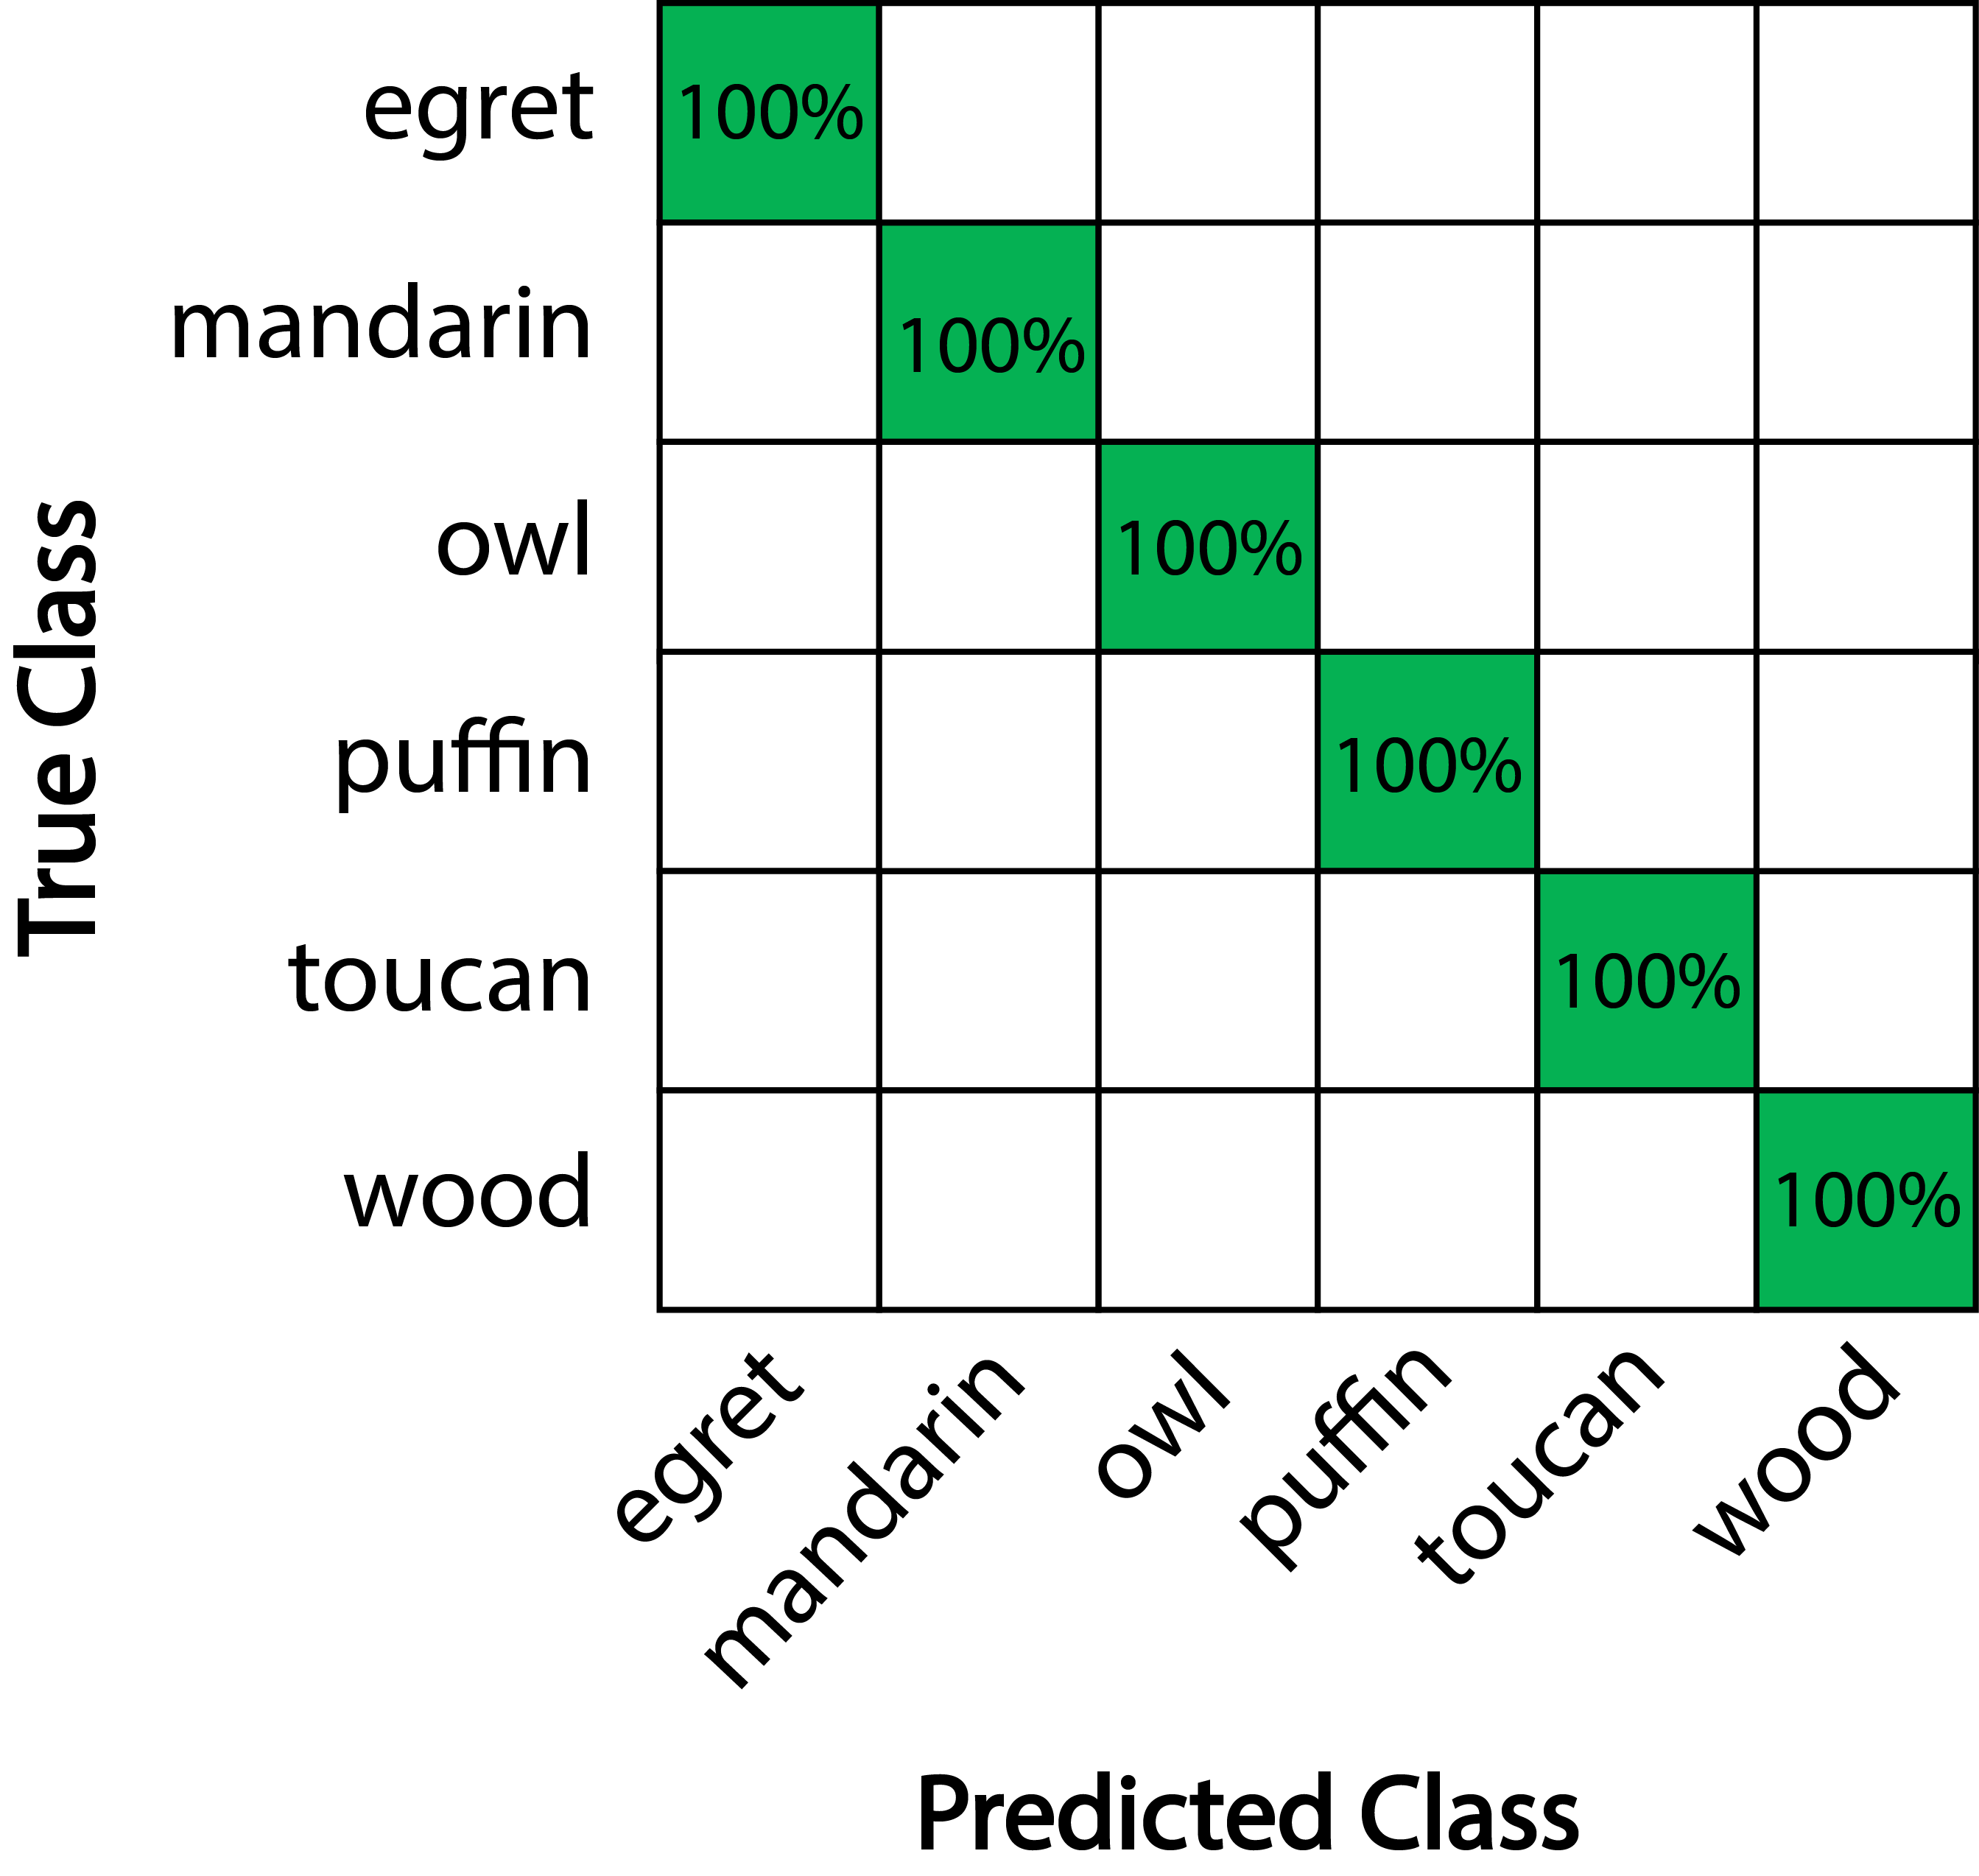 egret 100%
mandarin 100%
owl 100%
puffin 100%
toucan 100%
wood 100%
True Class
egret mandarin owl puffin toucan wood
Predicted Class